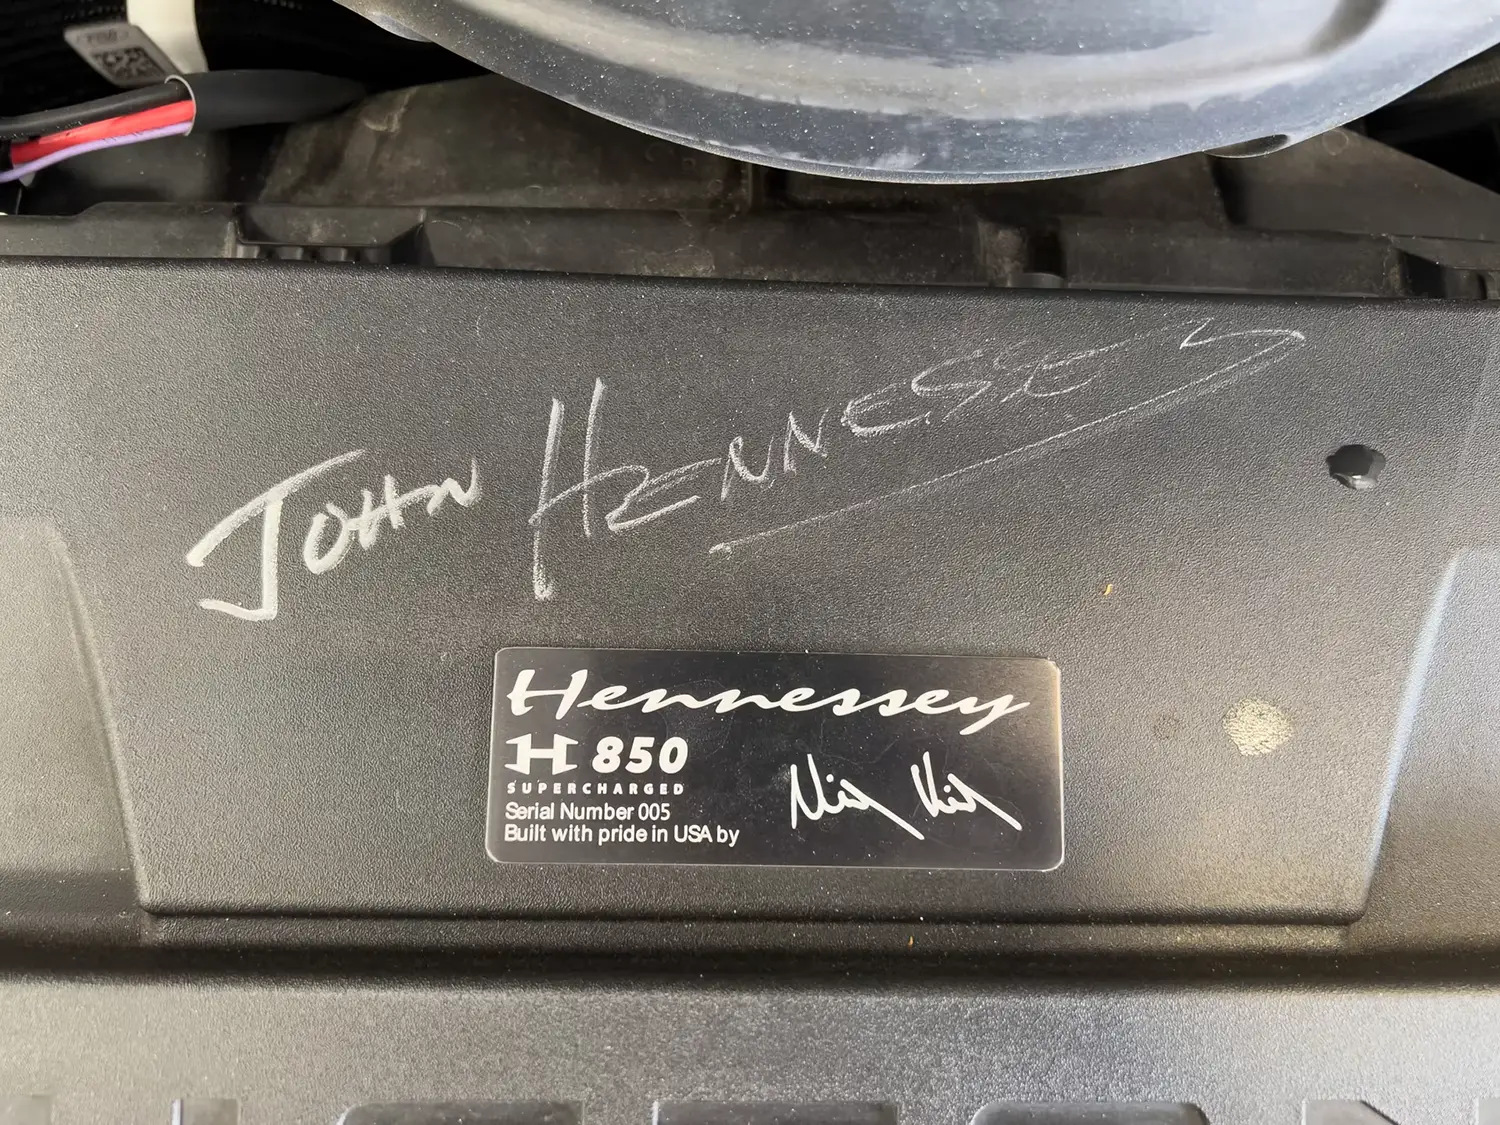 JOHN HENNESSEY
Hennessey
H 850
SUPERCHARGED
Serial Number 005
Built with pride in USA by